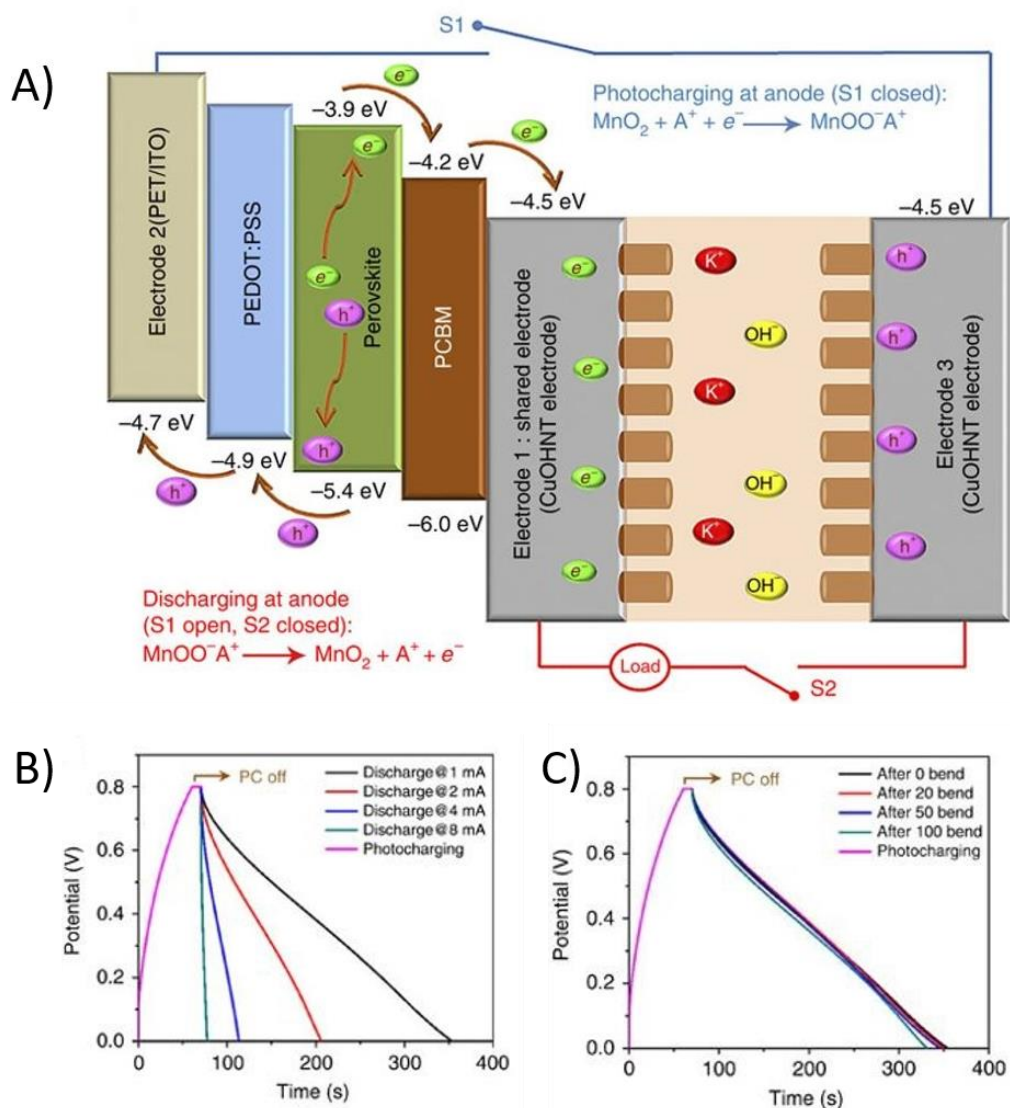 A)
S1
Photocharging at anode (S1 closed):
MnO₂ + A⁺ + e⁻ → MnOO⁻A⁺
e⁻
e⁻
–3.9 eV
–4.2 eV
–4.5 eV
–4.5 eV
Electrode 2(PET/ITO)
PEDOT:PSS
Perovskite
PCBM
Electrode 1 : shared electrode
(CuOHNT electrode)
Electrode 3
(CuOHNT electrode)
e⁻
e⁻
h⁺
h⁺
e⁻
e⁻
e⁻
e⁻
K⁺
OH⁻
K⁺
OH⁻
K⁺
OH⁻
h⁺
h⁺
h⁺
h⁺
–4.7 eV
–4.9 eV
–5.4 eV
–6.0 eV
h⁺
h⁺
Discharging at anode
(S1 open, S2 closed):
MnOO⁻A⁺ → MnO₂ + A⁺ + e⁻
Load
S2
B)
PC off
Discharge@1 mA
Discharge@2 mA
Discharge@4 mA
Discharge@8 mA
Photocharging
Potential (V)
0.8
0.6
0.4
0.2
0.0
0 100 200 300 400
Time (s)
C)
PC off
After 0 bend
After 20 bend
After 50 bend
After 100 bend
Photocharging
Potential (V)
0.8
0.6
0.4
0.2
0.0
0 100 200 300 400
Time (s)